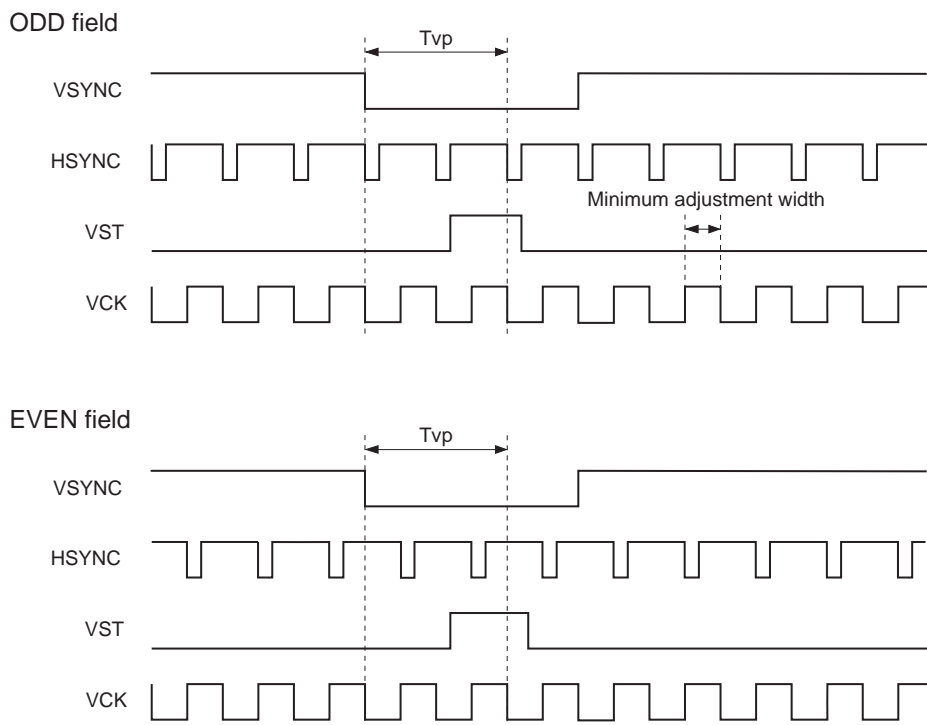 ODD field
Tvp
VSYNC
HSYNC
Minimum adjustment width
VST
VCK
EVEN field
Tvp
VSYNC
HSYNC
VST
VCK